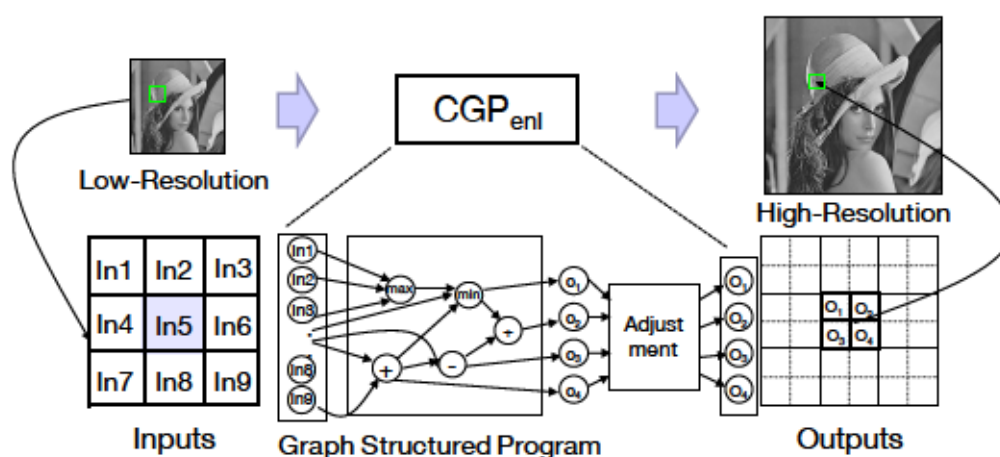 CGPenl
Low-Resolution
High-Resolution
In1 In2 In3
In4 In5 In6
In7 In8 In9
Inputs
In1
In2
In3
In8
In9
max
min
÷
+
-
Graph Structured Program
O1
O2
O3
O4
Adjust
ment
O1
O2
O3
O4
O1 O2
O3 O4
Outputs